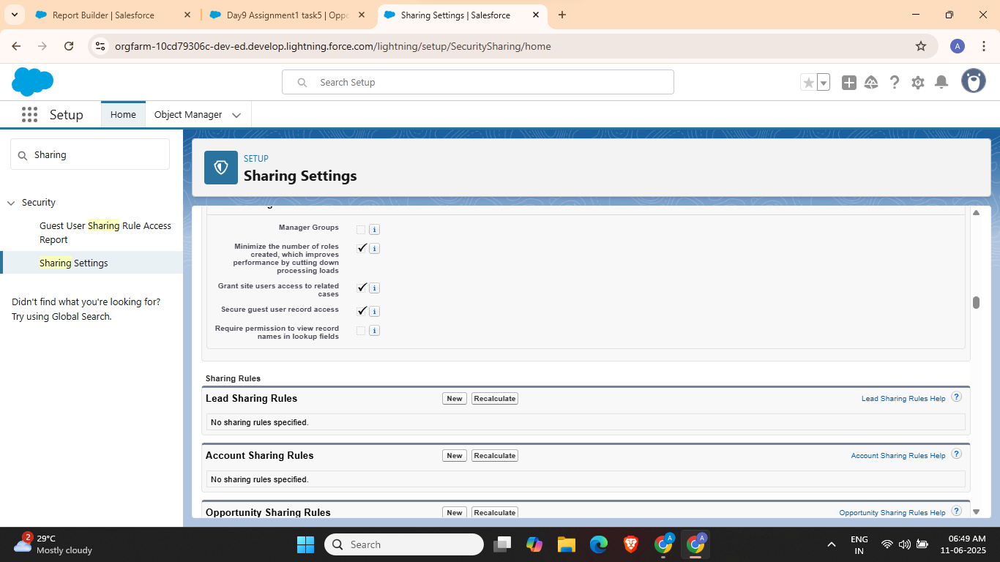 Report Builder | Salesforce
Day9 Assignment1 task5 | Oppo
Sharing Settings | Salesforce
orgfarm-10cd79306c-dev-ed.develop.lightning.force.com/lightning/setup/SecuritySharing/home
A
Search Setup
Setup
Home
Object Manager
Sharing
Security
Guest User Sharing Rule Access
Report
Sharing Settings
Didn't find what you're looking for?
Try using Global Search.
SETUP
Sharing Settings
Manager Groups
Minimize the number of roles
created, which improves
performance by cutting down
processing loads
Grant site users access to related
cases
Secure guest user record access
Require permission to view record
names in lookup fields
Sharing Rules
Lead Sharing Rules
New
Recalculate
Lead Sharing Rules Help
?
No sharing rules specified.
Account Sharing Rules
New
Recalculate
Account Sharing Rules Help
?
No sharing rules specified.
Opportunity Sharing Rules
New
Recalculate
Opportunity Sharing Rules Help
?
2
29°C
Mostly cloudy
Search
A
A
ENG
IN
06:49 AM
11-06-2025